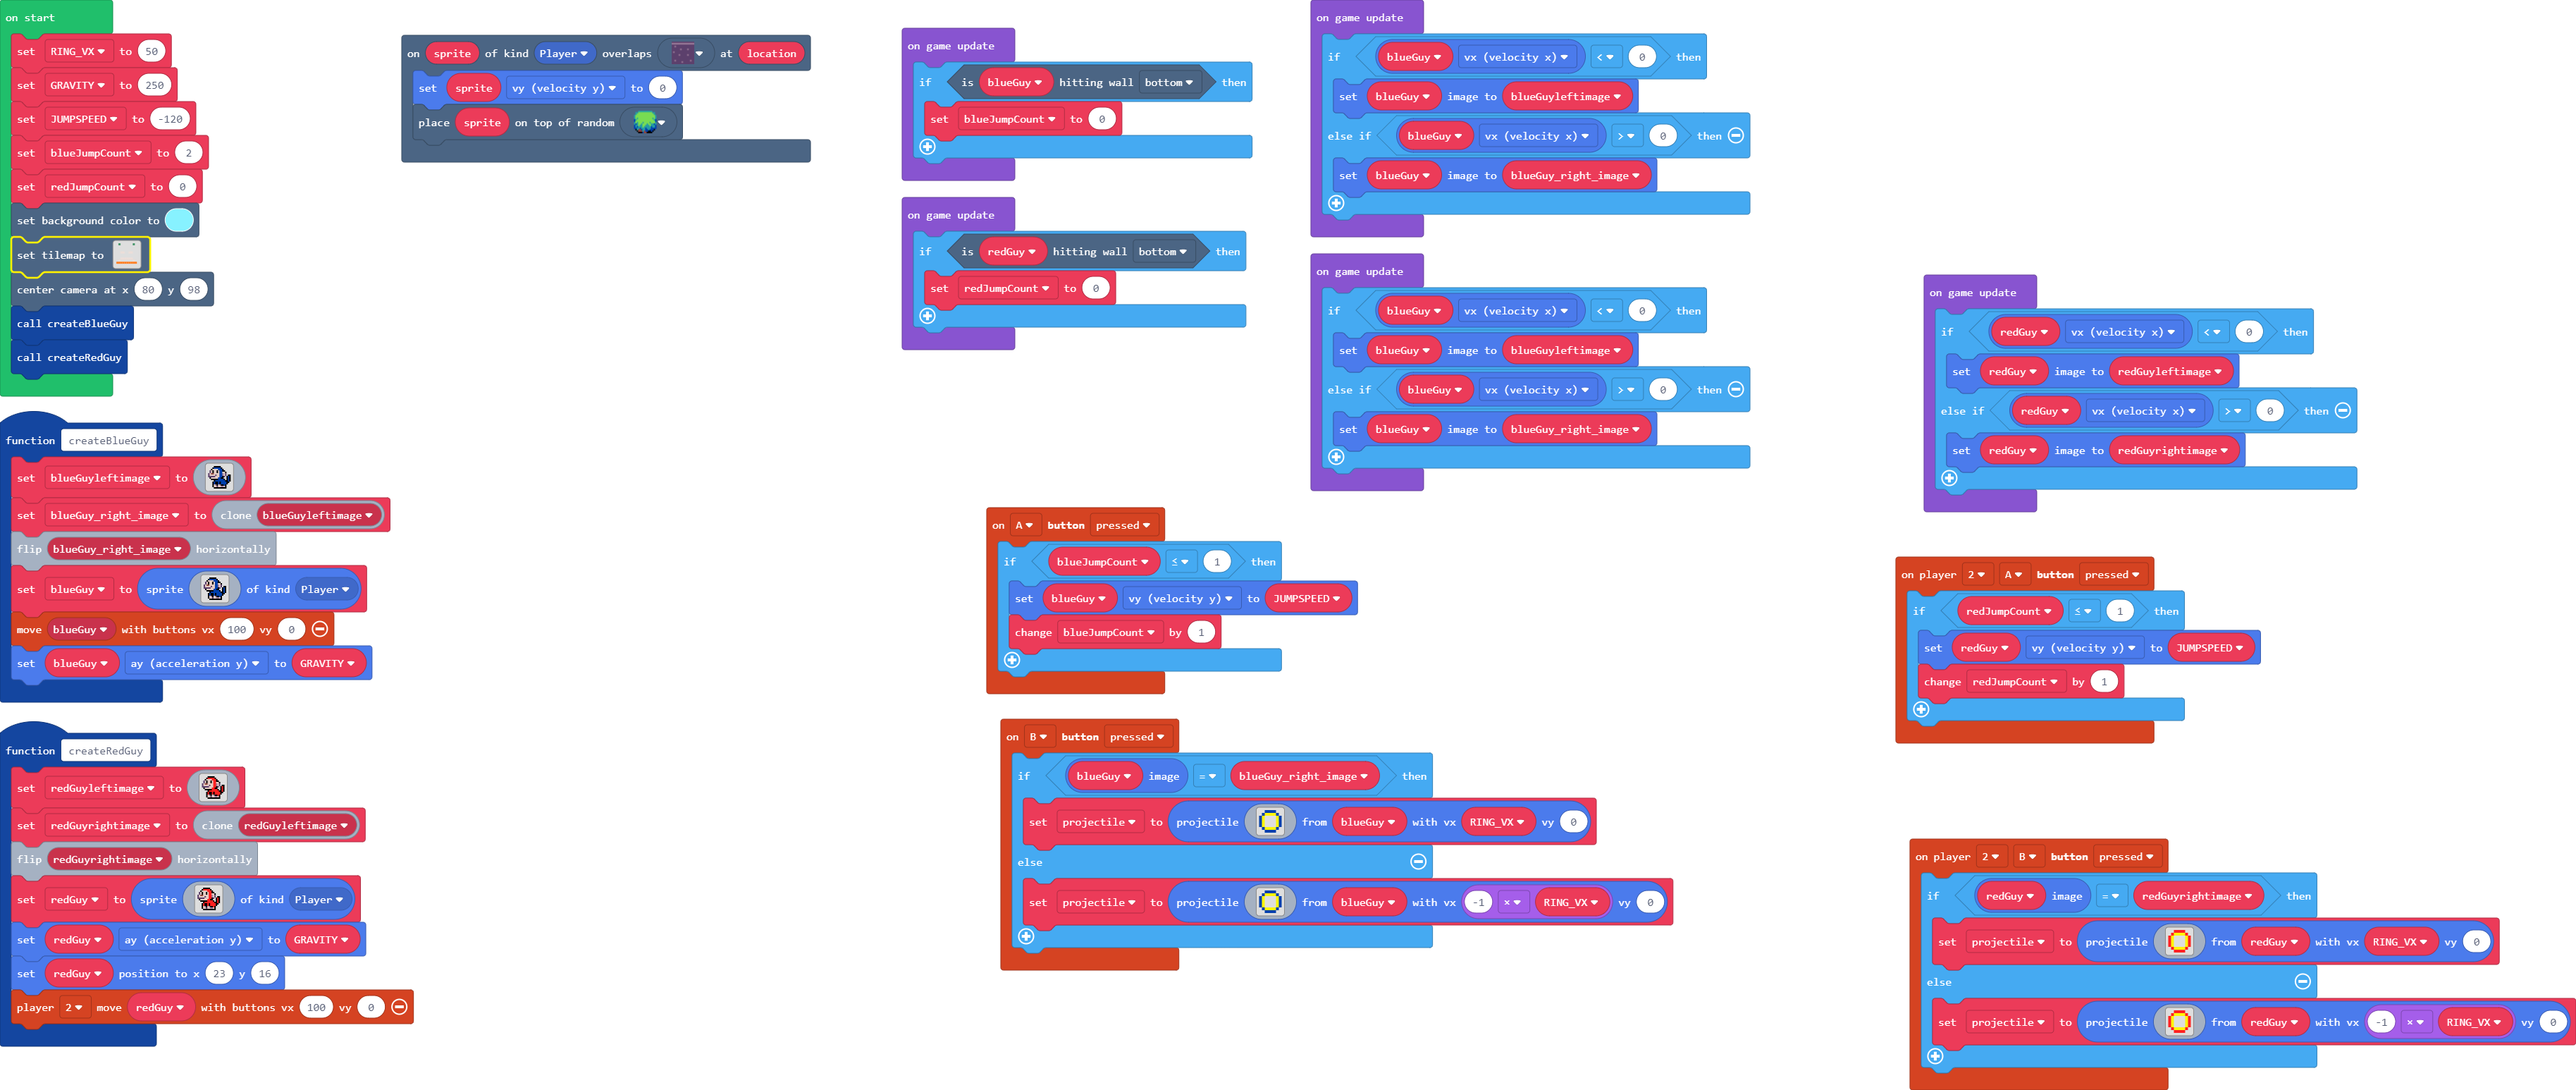 on start
set RING_VX to 50
set GRAVITY to 250
set JUMPSPEED to -120
set blueJumpCount to 2
set redJumpCount to 0
set background color to
set tilemap to
center camera at x 80 y 98
call createBlueGuy
call createRedGuy
function createBlueGuy
set blueGuyleftimage to
set blueGuy_right_image to clone blueGuyleftimage
flip blueGuy_right_image horizontally
set blueGuy to sprite of kind Player
move blueGuy with buttons vx 100 vy 0
set blueGuy ay (acceleration y) to GRAVITY
function createRedGuy
set redGuyleftimage to
set redGuyrightimage to clone redGuyleftimage
flip redGuyrightimage horizontally
set redGuy to sprite of kind Player
set redGuy ay (acceleration y) to GRAVITY
set redGuy position to x 23 y 16
player 2 move redGuy with buttons vx 100 vy 0
on sprite of kind Player overlaps at location
set sprite vy (velocity y) to 0
place sprite on top of random
on game update
if is blueGuy hitting wall bottom then
set blueJumpCount to 0
on game update
if is redGuy hitting wall bottom then
set redJumpCount to 0
on game update
if blueGuy vx (velocity x) < 0 then
set blueGuy image to blueGuyleftimage
else if blueGuy vx (velocity x) > 0 then
set blueGuy image to blueGuy_right_image
on game update
if blueGuy vx (velocity x) < 0 then
set blueGuy image to blueGuyleftimage
else if blueGuy vx (velocity x) > 0 then
set blueGuy image to blueGuy_right_image
on A button pressed
if blueJumpCount ≤ 1 then
set blueGuy vy (velocity y) to JUMPSPEED
change blueJumpCount by 1
on B button pressed
if blueGuy image = blueGuy_right_image then
set projectile to projectile from blueGuy with vx RING_VX vy 0
else
set projectile to projectile from blueGuy with vx -1 × RING_VX vy 0
on game update
if redGuy vx (velocity x) < 0 then
set redGuy image to redGuyleftimage
else if redGuy vx (velocity x) > 0 then
set redGuy image to redGuyrightimage
on player 2 A button pressed
if redJumpCount ≤ 1 then
set redGuy vy (velocity y) to JUMPSPEED
change redJumpCount by 1
on player 2 B button pressed
if redGuy image = redGuyrightimage then
set projectile to projectile from redGuy with vx RING_VX vy 0
else
set projectile to projectile from redGuy with vx -1 × RING_VX vy 0